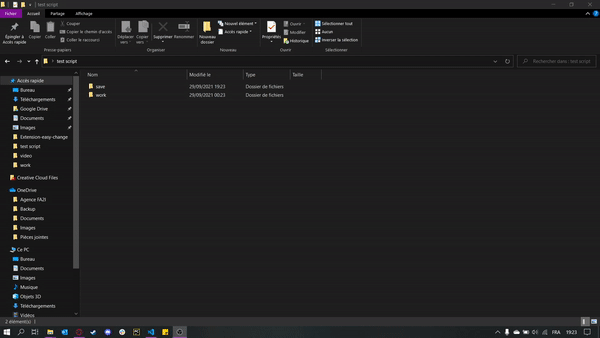 test script
Fichier Accueil Partage Affichage
Épingler à Accès rapide
Copier
Coller
Couper
Copier le chemin d'accès
Coller le raccourci
Déplacer vers
Copier vers
Supprimer
Renommer
Nouveau dossier
Nouvel élément
Accès rapide
Propriétés
Ouvrir
Modifier
Historique
Sélectionner tout
Aucun
Inverser la sélection
Presse-papiers Organiser Nouveau Ouvrir Sélectionner
test script
Rechercher dans : test script
Nom Modifié le Type Taille
save 29/09/2021 19:23 Dossier de fichiers
work 29/09/2021 00:23 Dossier de fichiers
Accès rapide
Bureau
Téléchargements
Google Drive
Documents
Images
Extension-easy-change
test script
video
work
Creative Cloud Files
OneDrive
Agence FA2I
Backup
Documents
Images
Pièces jointes
Ce PC
Bureau
Documents
Images
Musique
Objets 3D
Téléchargements
Vidéos
2 élément(s)
FRA 19:23